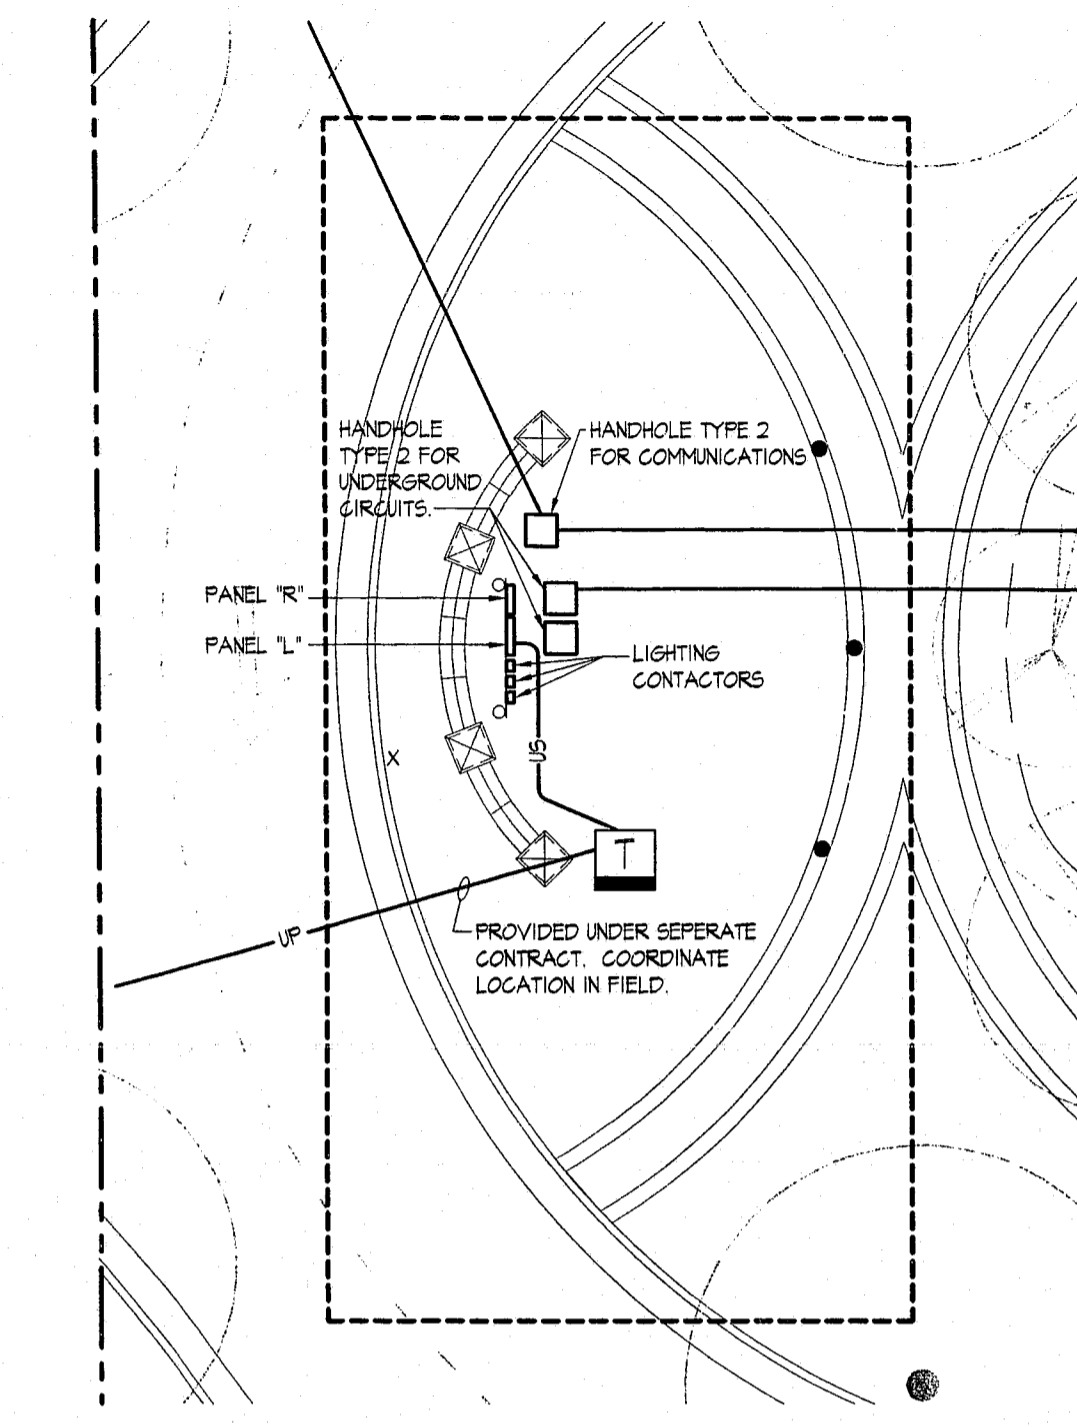 HANDHOLE
TYPE 2 FOR
UNDERGROUND
CIRCUITS.
HANDHOLE TYPE 2
FOR COMMUNICATIONS
PANEL "R"
PANEL "L"
LIGHTING
CONTACTORS
X
US
T
UP
PROVIDED UNDER SEPERATE
CONTRACT. COORDINATE
LOCATION IN FIELD.